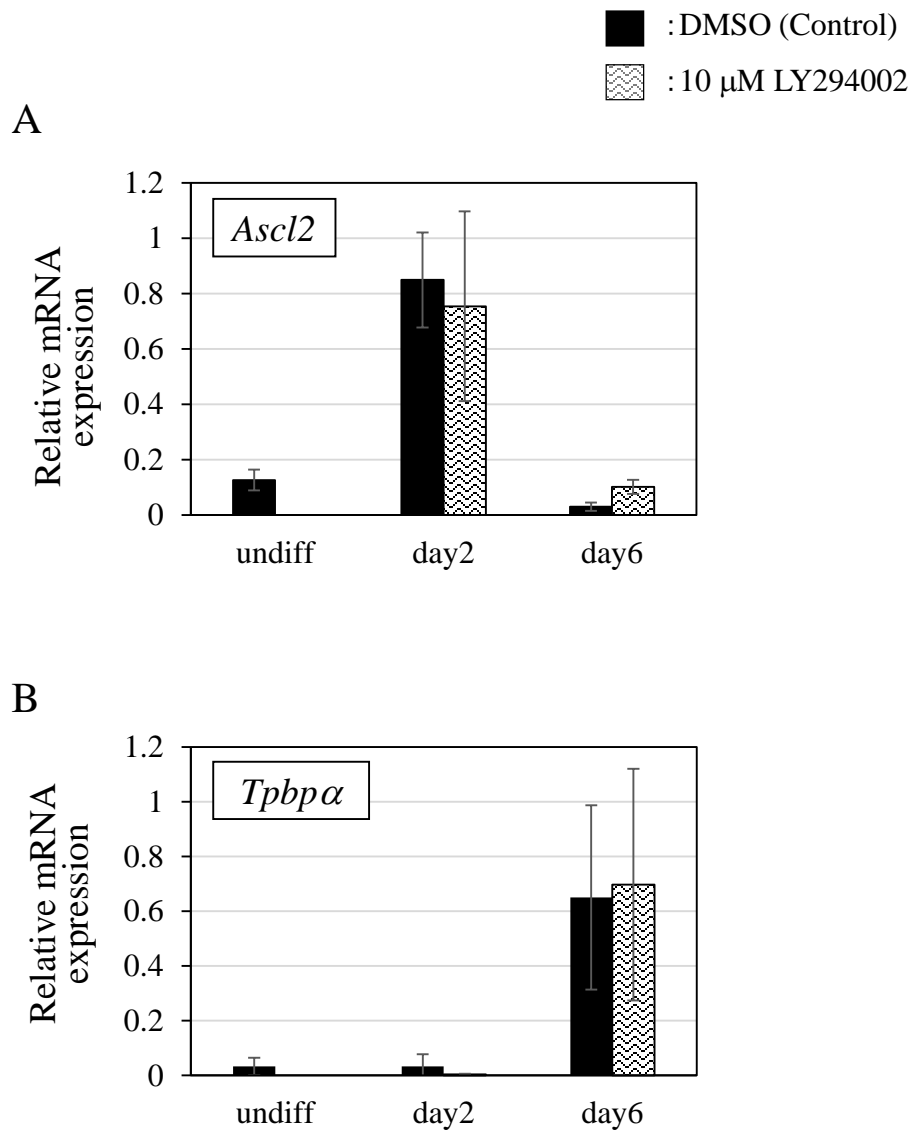 :DMSO (Control)
:10 μM LY294002
A
Relative mRNA
expression
1.2
1
0.8
0.6
0.4
0.2
0
Ascl2
undiff day2 day6
B
Relative mRNA
expression
1.2
1
0.8
0.6
0.4
0.2
0
Tpbpα
undiff day2 day6